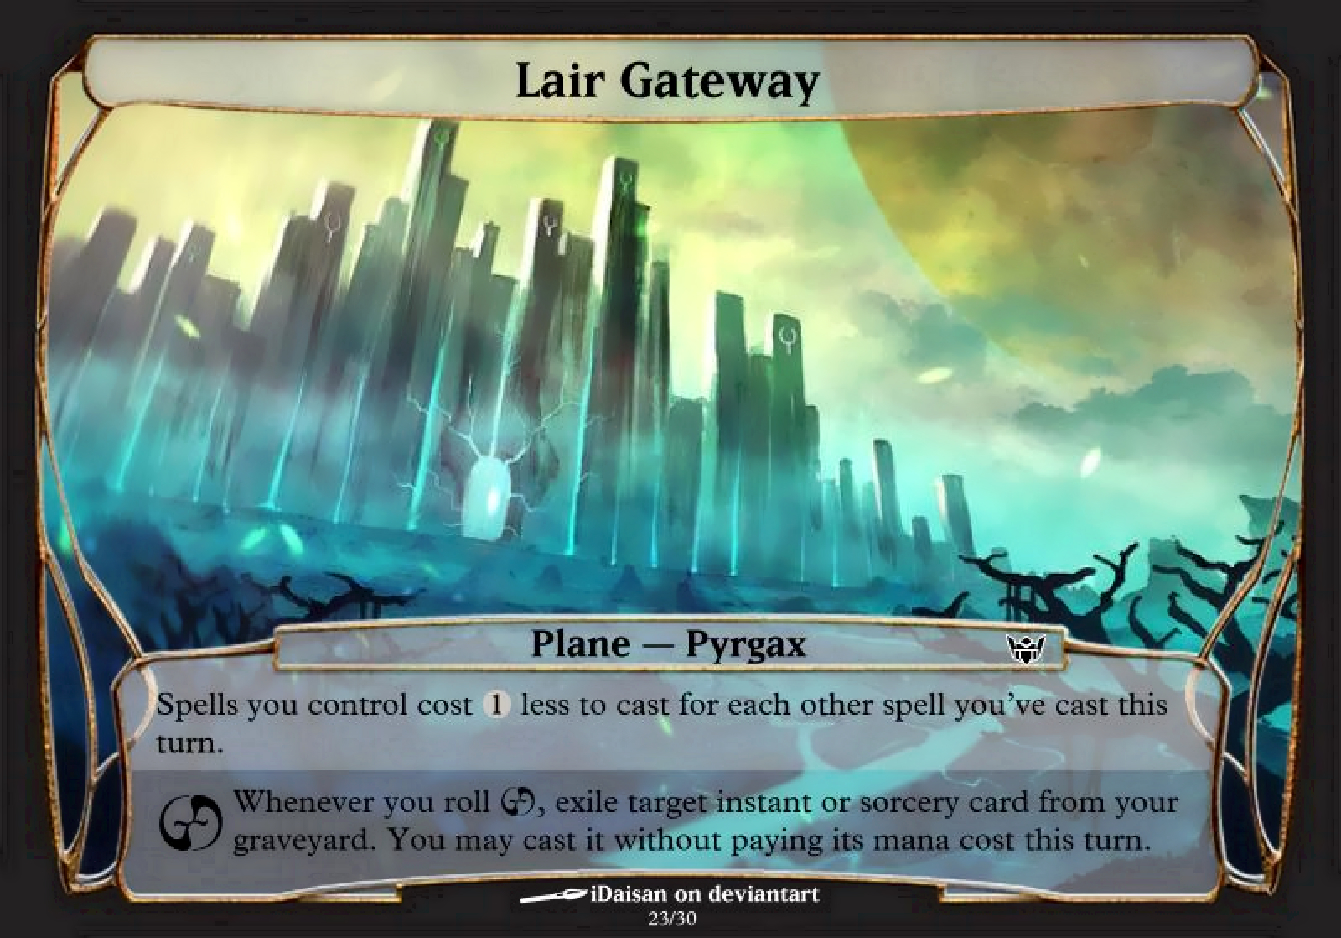 Lair Gateway
Plane — Pyrgax
Spells you control cost 1 less to cast for each other spell you've cast this
turn.
Whenever you roll , exile target instant or sorcery card from your
graveyard. You may cast it without paying its mana cost this turn.
iDaisan on deviantart
23/30